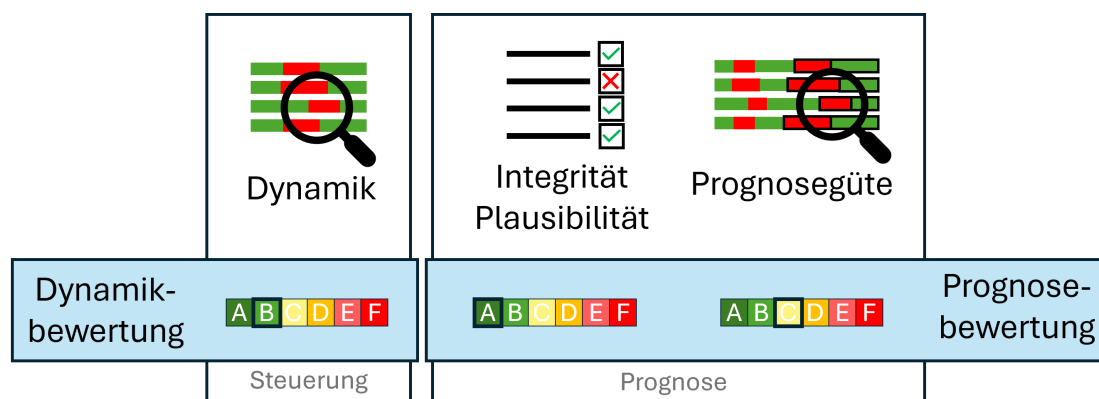 Dynamik
Integrität
Plausibilität
Prognosegüte
Dynamik-
bewertung
A B C D E F
A B C D E F
A B C D E F
Prognose-
bewertung
Steuerung
Prognose